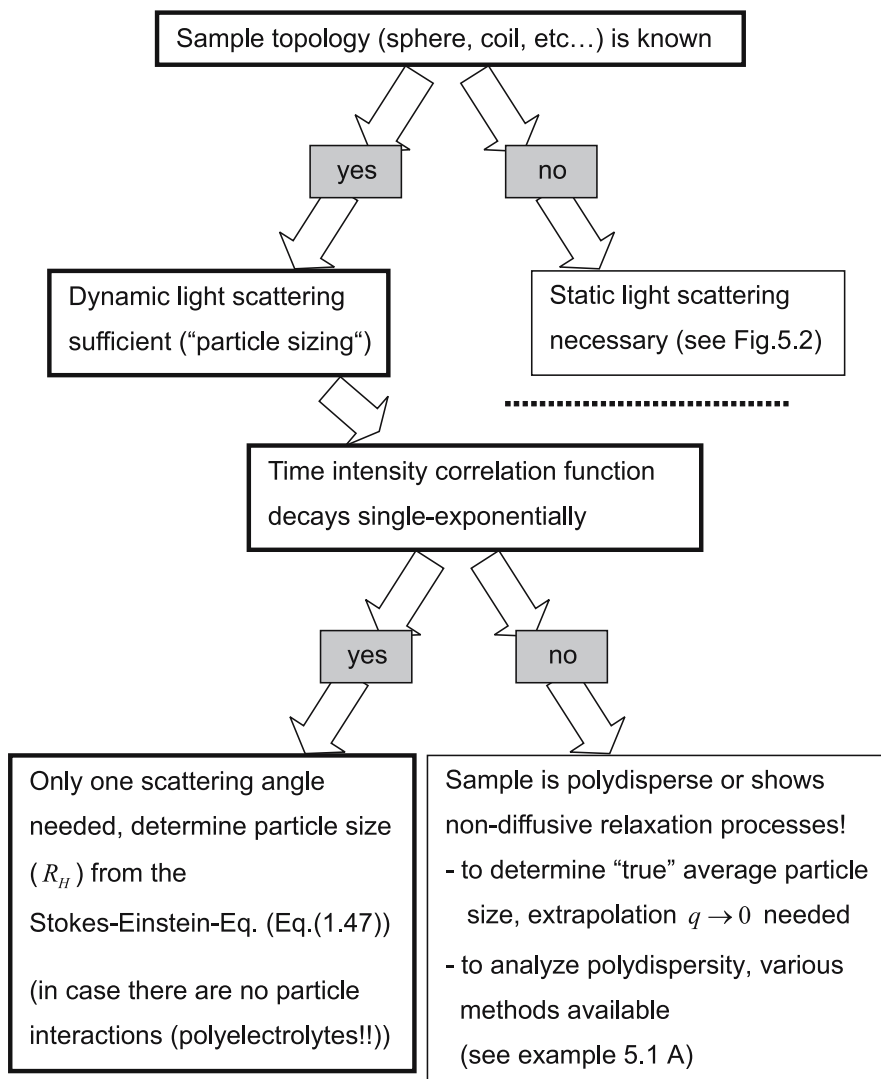 Sample topology (sphere, coil, etc…) is known
yes
no
Dynamic light scattering
sufficient (“particle sizing“)
Static light scattering
necessary (see Fig.5.2)
Time intensity correlation function
decays single-exponentially
yes
no
Only one scattering angle
needed, determine particle size
(R_H) from the
Stokes-Einstein-Eq. (Eq.(1.47))
(in case there are no particle
interactions (polyelectrolytes!!))
Sample is polydisperse or shows
non-diffusive relaxation processes!
- to determine “true” average particle
size, extrapolation q → 0 needed
- to analyze polydispersity, various
methods available
(see example 5.1 A)